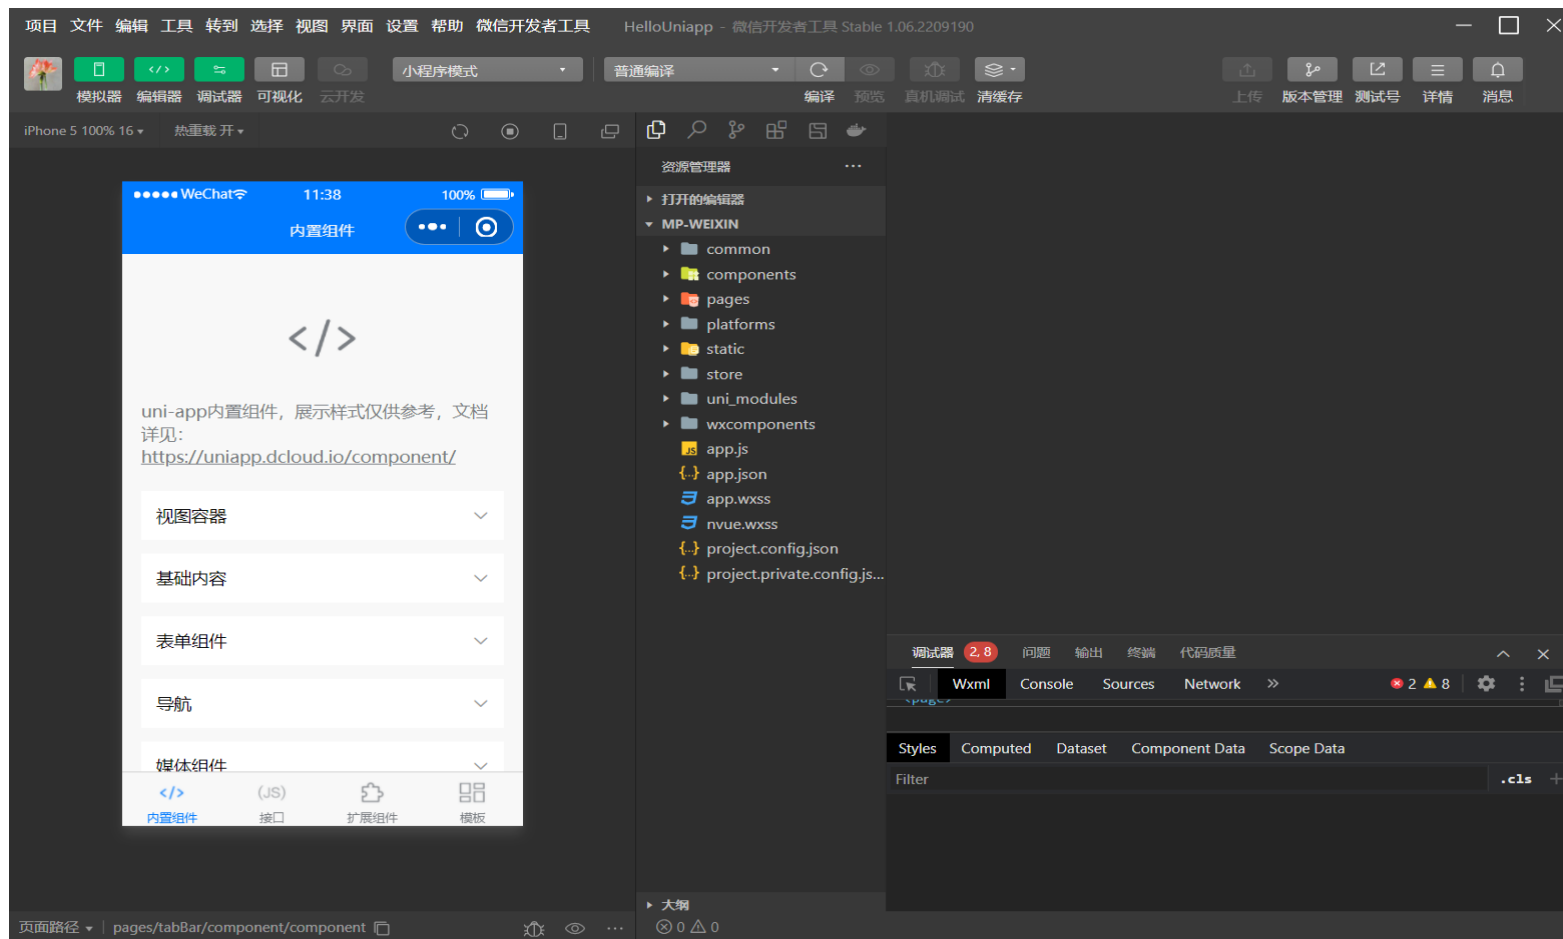 项目 文件 编辑 工具 转到 选择 视图 界面 设置 帮助 微信开发者工具 HelloUniapp - 微信开发者工具 Stable 1.06.2209190
小程序模式 普通编译
模拟器 编辑器 调试器 可视化 云开发 编译 预览 真机调试 清缓存 上传 版本管理 测试号 详情 消息
iPhone 5 100% 16 热重载 开
资源管理器
打开的编辑器
MP-WEIXIN
common
components
pages
platforms
static
store
uni_modules
wxcomponents
JS app.js
{..} app.json
app.wxss
nvue.wxss
{..} project.config.json
{..} project.private.config.js...
大纲
WeChat 11:38 100%
内置组件
</>
uni-app内置组件，展示样式仅供参考，文档
详见：
https://uniapp.dcloud.io/component/
视图容器
基础内容
表单组件
导航
媒体组件
</> (JS)
内置组件 接口 扩展组件 模板
调试器 2, 8 问题 输出 终端 代码质量
Wxml Console Sources Network » 2 8
<page>
Styles Computed Dataset Component Data Scope Data
Filter .cls +
页面路径 pages/tabBar/component/component 0 0